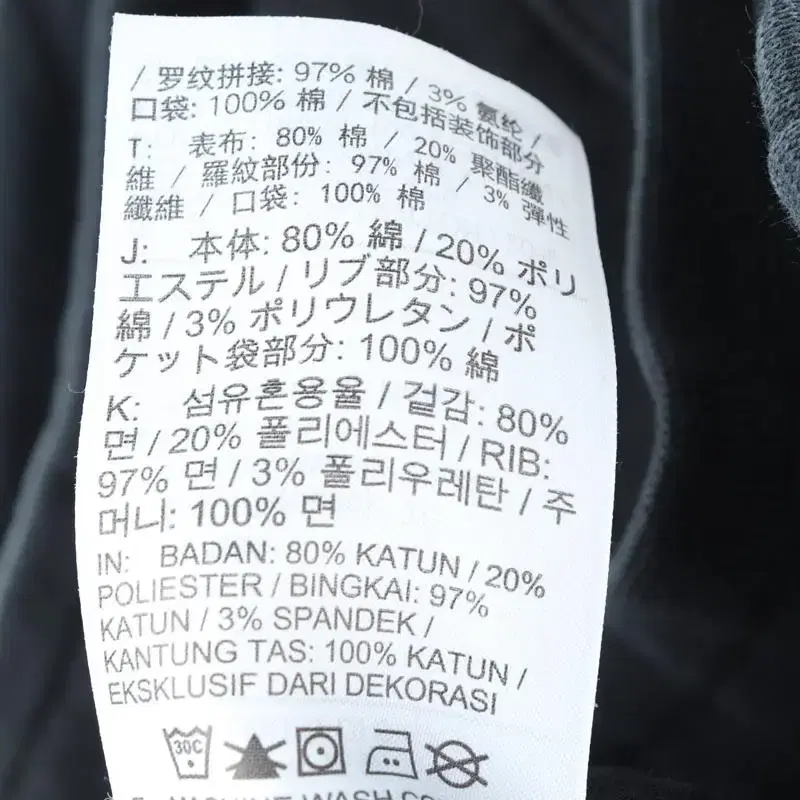 / 罗纹拼接: 97% 棉 / 3% 氨纶 /
口袋: 100% 棉 / 不包括装饰部分
T: 表布: 80% 棉 / 20% 聚酯纖
維 / 羅紋部份: 97% 棉 / 3% 彈性
纖維 / 口袋: 100% 棉
J: 本体: 80% 綿 / 20% ポリ
エステル / リブ部分: 97%
綿 / 3% ポリウレタン / ポ
ケット袋部分: 100% 綿
K: 섬유혼용율 / 겉감: 80%
면 / 20% 폴리에스터 / RIB:
97% 면 / 3% 폴리우레탄 / 주
머니: 100% 면
IN: BADAN: 80% KATUN / 20%
POLIESTER / BINGKAI: 97%
KATUN / 3% SPANDEK /
KANTUNG TAS: 100% KATUN /
EKSKLUSIF DARI DEKORASI
30C
MACHINE WASH